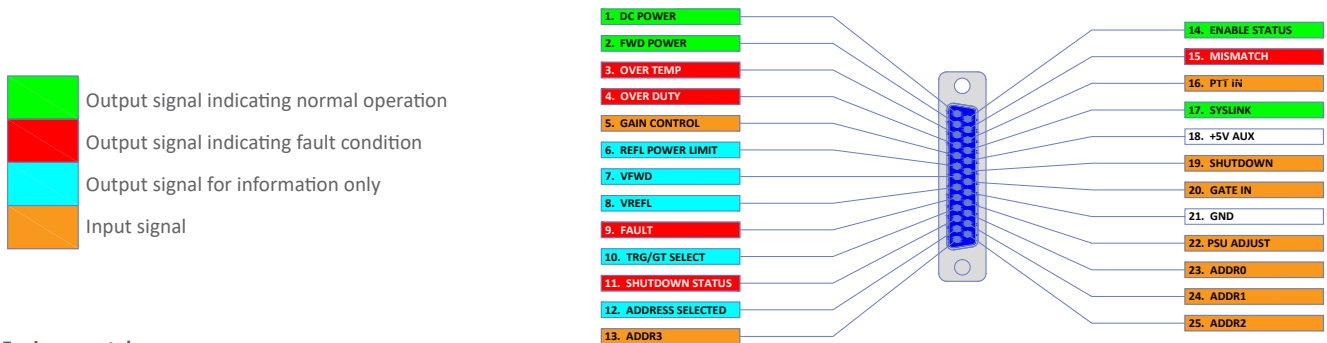 Output signal indicating normal operation
Output signal indicating fault condition
Output signal for information only
Input signal
1. DC POWER
2. FWD POWER
3. OVER TEMP
4. OVER DUTY
5. GAIN CONTROL
6. REFL POWER LIMIT
7. VFWD
8. VREFL
9. FAULT
10. TRG/GT SELECT
11. SHUTDOWN STATUS
12. ADDRESS SELECTED
13. ADDR3
14. ENABLE STATUS
15. MISMATCH
16. PTT IN
17. SYSLINK
18. +5V AUX
19. SHUTDOWN
20. GATE IN
21. GND
22. PSU ADJUST
23. ADDR0
24. ADDR1
25. ADDR2